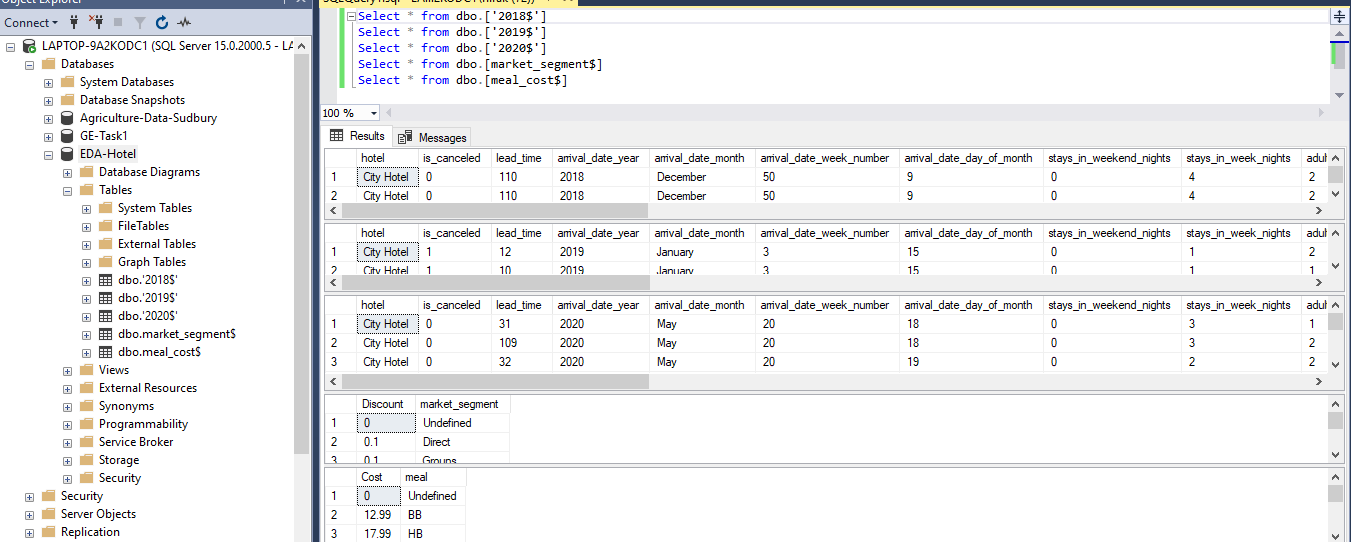 Object Explorer
Connect
LAPTOP-9A2KODC1 (SQL Server 15.0.2000.5 - LA
Databases
System Databases
Database Snapshots
Agriculture-Data-Sudbury
GE-Task1
EDA-Hotel
Database Diagrams
Tables
System Tables
FileTables
External Tables
Graph Tables
dbo.'2018$'
dbo.'2019$'
dbo.'2020$'
dbo.market_segment$
dbo.meal_cost$
Views
External Resources
Synonyms
Programmability
Service Broker
Storage
Security
Security
Server Objects
Replication
Select * from dbo.['2018$']
Select * from dbo.['2019$']
Select * from dbo.['2020$']
Select * from dbo.[market_segment$]
Select * from dbo.[meal_cost$]
100 %
Results Messages
hotel is_canceled lead_time arrival_date_year arrival_date_month arrival_date_week_number arrival_date_day_of_month stays_in_weekend_nights stays_in_week_nights adul
1 City Hotel 0 110 2018 December 50 9 0 4 2
2 City Hotel 0 110 2018 December 50 9 0 4 2
hotel is_canceled lead_time arrival_date_year arrival_date_month arrival_date_week_number arrival_date_day_of_month stays_in_weekend_nights stays_in_week_nights adul
1 City Hotel 1 12 2019 January 3 15 0 1 2
2 City Hotel 1 10 2019 January 3 15 0 1 1
hotel is_canceled lead_time arrival_date_year arrival_date_month arrival_date_week_number arrival_date_day_of_month stays_in_weekend_nights stays_in_week_nights adul
1 City Hotel 0 31 2020 May 20 18 0 3 1
2 City Hotel 0 109 2020 May 20 18 0 3 2
3 City Hotel 0 32 2020 May 20 19 0 2 2
Discount market_segment
1 0 Undefined
2 0.1 Direct
3 0.1 Groups
Cost meal
1 0 Undefined
2 12.99 BB
3 17.99 HB